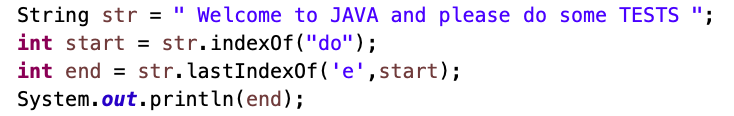 String str = " Welcome to JAVA and please do some TESTS ";
int start = str.indexOf("do");
int end = str.lastIndexOf('e',start);
System.out.println(end);